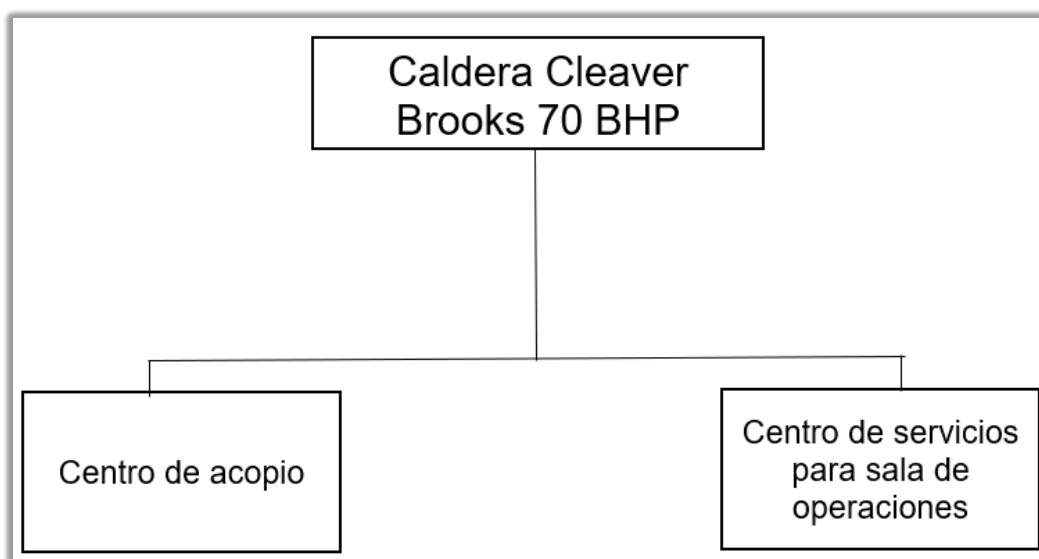 Caldera Cleaver
Brooks 70 BHP
Centro de acopio
Centro de servicios
para sala de
operaciones